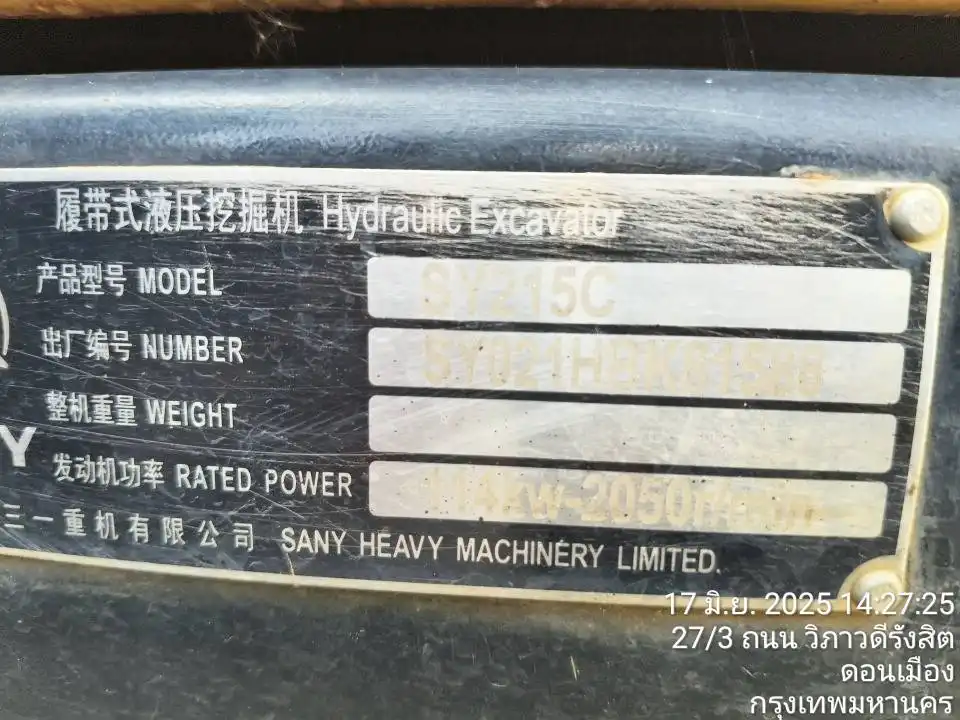 履带式液压挖掘机 Hydraulic Excavator
产品型号 MODEL SY215C
出厂编号 NUMBER
整机重量 WEIGHT
Y
发动机功率 RATED POWER 114kw-2050r/min
三一重机有限公司 SANY HEAVY MACHINERY LIMITED.
17 มิ.ย. 2025 14:27:25
27/3 ถนน วิภาวดีรังสิต
ดอนเมือง
กรุงเทพมหานคร